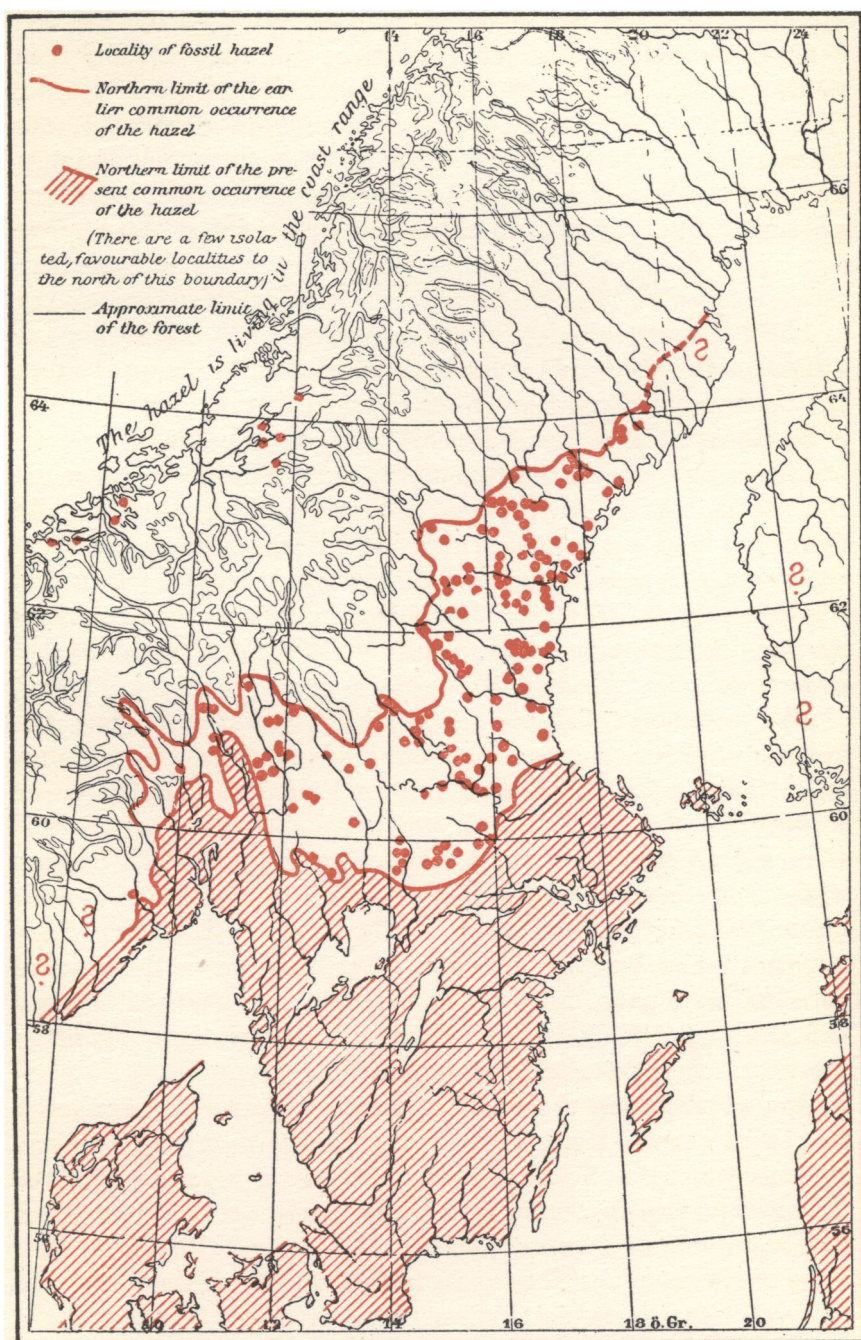 14 16 18 20 22 24
Locality of fossil hazel
Northern limit of the ear
lier common occurrence
of the hazel
Northern limit of the pre-
sent common occurrence
of the hazel
(There are a few isola-
ted, favourable localities to
the north of this boundary)
Approximate limit
of the forest
The hazel is living in the coast range
66
S
64
64
S.
62
62
S
60
60
S.
S.
58
58
56
56
10
12
14
16
18 ö.Gr.
20